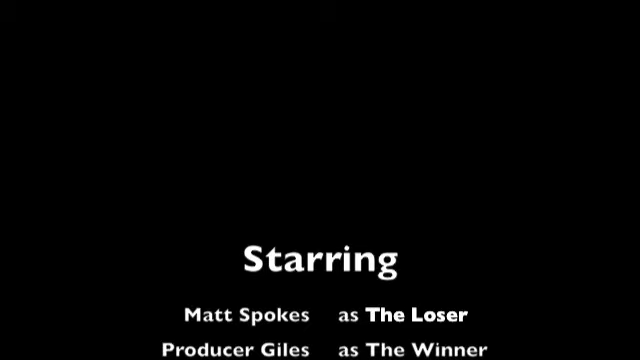 Starring
Matt Spokes as The Loser
Producer Giles as The Winner